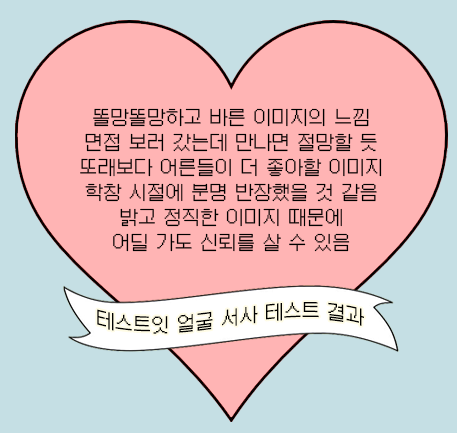 똘망똘망하고 바른 이미지의 느낌
면접 보러 갔는데 만나면 절망할 듯
또래보다 어른들이 더 좋아할 이미지
학창 시절에 분명 반장했을 것 같음
밝고 정직한 이미지 때문에
어딜 가도 신뢰를 살 수 있음
테스트잇 얼굴 서사 테스트 결과